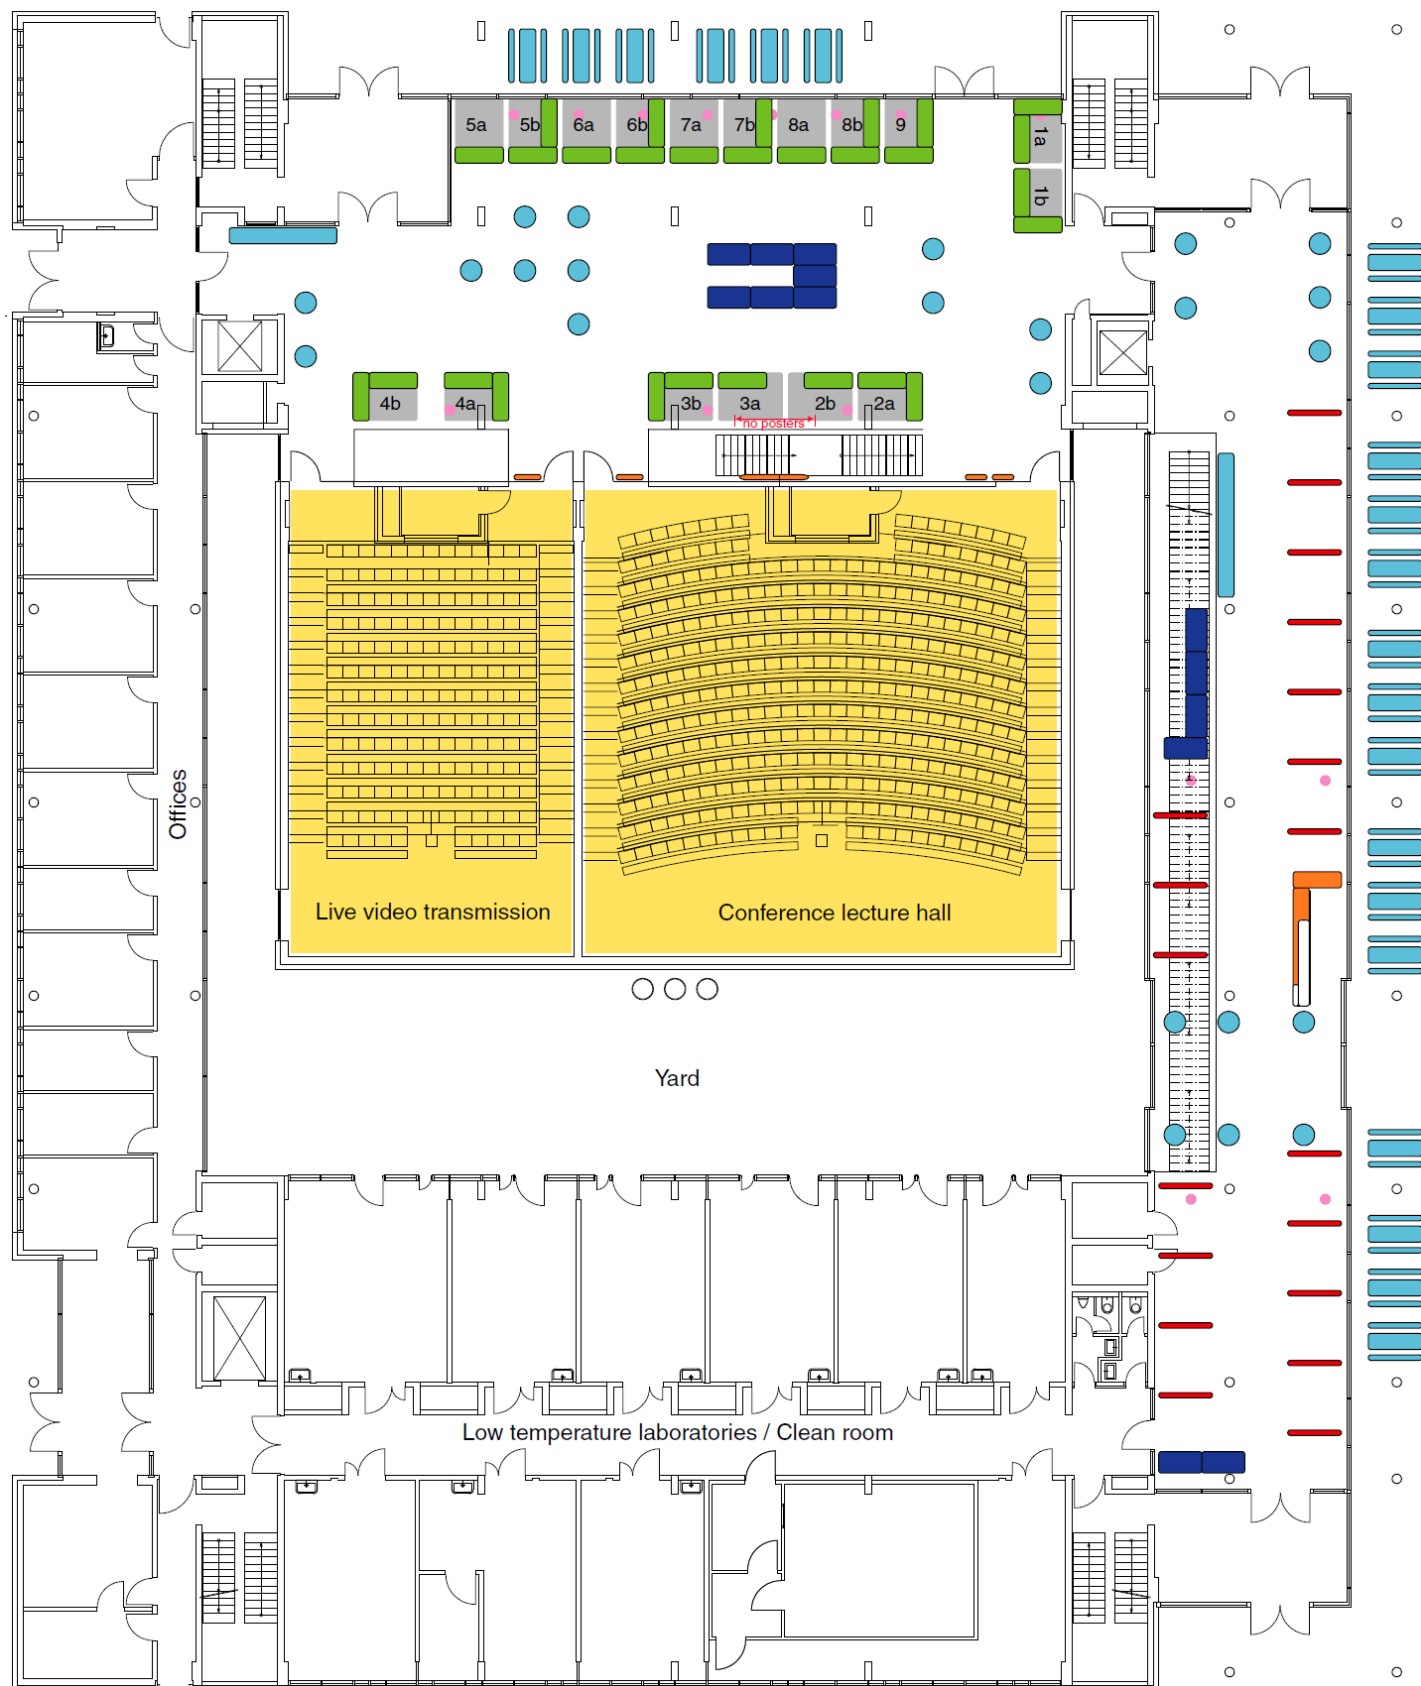 5a 5b 6a 6b 7a 7b 8a 8b 9
1a
1b
4b 4a 3b 3a 2b 2a
no posters
Offices
Live video transmission
Conference lecture hall
Yard
Low temperature laboratories / Clean room